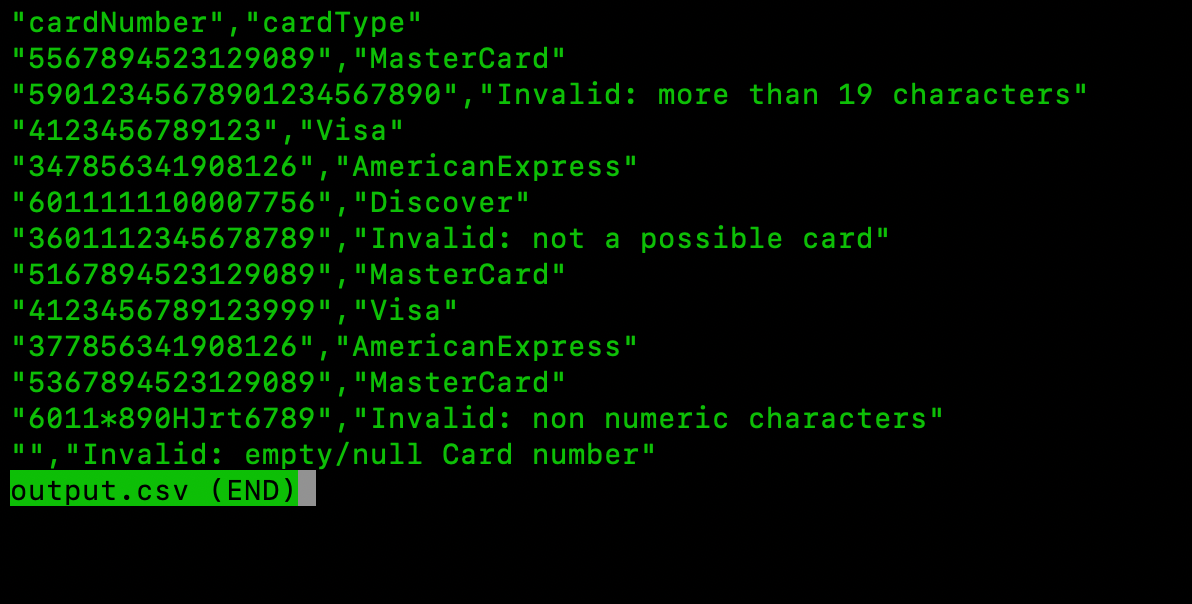 "cardNumber","cardType"
"5567894523129089","MasterCard"
"59012345678901234567890","Invalid: more than 19 characters"
"4123456789123","Visa"
"347856341908126","AmericanExpress"
"6011111100007756","Discover"
"3601112345678789","Invalid: not a possible card"
"5167894523129089","MasterCard"
"4123456789123999","Visa"
"377856341908126","AmericanExpress"
"5367894523129089","MasterCard"
"6011*890HJrt6789","Invalid: non numeric characters"
"","Invalid: empty/null Card number"
output.csv (END)